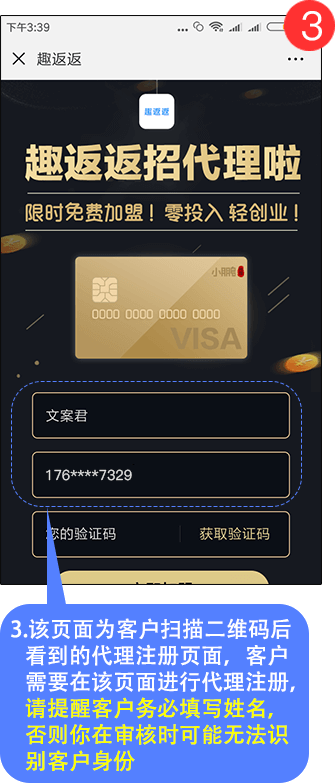 下午3:39
3
趣返返
趣返返
趣返返招代理啦
限时免费加盟！零投入 轻创业！
0000 0000 0000 0000
VISA
文案君
176****7329
您的验证码 获取验证码
3.该页面为客户扫描二维码后
看到的代理注册页面，客户
需要在该页面进行代理注册,
请提醒客户务必填写姓名,
否则你在审核时可能无法识
别客户身份